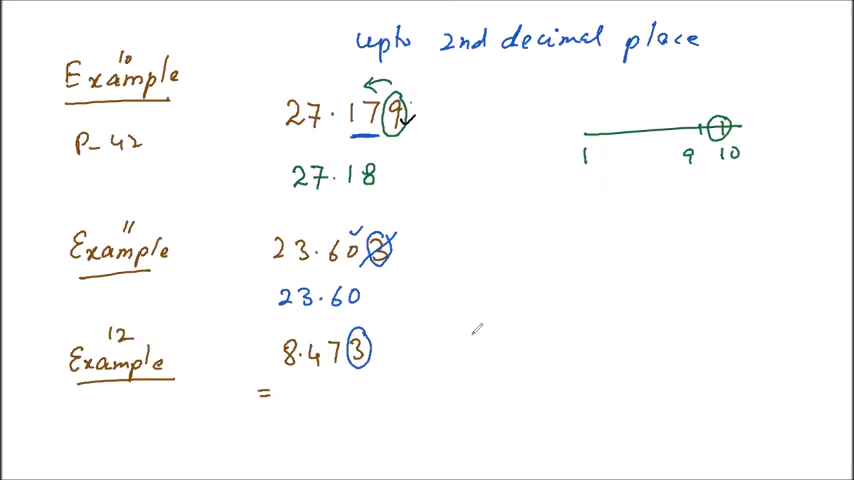 upto 2nd decimal place
Example 10
P-42
27.179
27.18
1 9 10
Example 11
23.603
23.60
Example 12
8.473
=